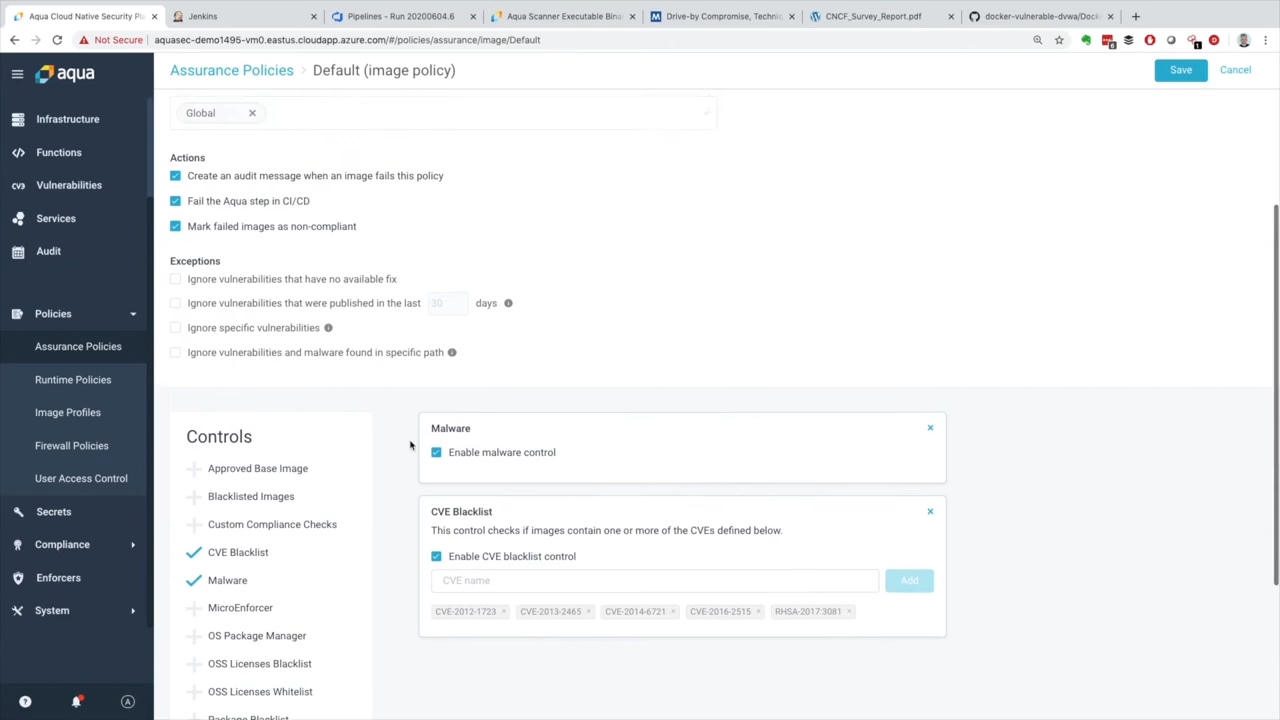 Aqua Cloud Native Security Pla
Jenkins
Pipelines - Run 20200604.6
Aqua Scanner Executable Bina
Drive-by Compromise, Techniq
CNCF_Survey_Report.pdf
docker-vulnerable-dvwa/Dock
Not Secure
aquasec-demo1495-vm0.eastus.cloudapp.azure.com/#/policies/assurance/image/Default
aqua
Assurance Policies > Default (image policy)
Save
Cancel
Infrastructure
Functions
CVE
Vulnerabilities
Services
Audit
Policies
Assurance Policies
Runtime Policies
Image Profiles
Firewall Policies
User Access Control
Secrets
Compliance
Enforcers
System
Global
Actions
Create an audit message when an image fails this policy
Fail the Aqua step in CI/CD
Mark failed images as non-compliant
Exceptions
Ignore vulnerabilities that have no available fix
Ignore vulnerabilities that were published in the last 30 days
Ignore specific vulnerabilities
Ignore vulnerabilities and malware found in specific path
Controls
Approved Base Image
Blacklisted Images
Custom Compliance Checks
CVE Blacklist
Malware
MicroEnforcer
OS Package Manager
OSS Licenses Blacklist
OSS Licenses Whitelist
Package Blacklist
Malware
Enable malware control
CVE Blacklist
This control checks if images contain one or more of the CVEs defined below.
Enable CVE blacklist control
CVE name
Add
CVE-2012-1723 CVE-2013-2465 CVE-2014-6721 CVE-2016-2515 RHSA-2017:3081